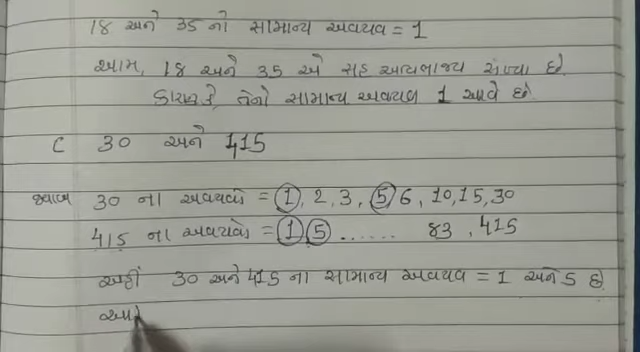 18 અને 35 નો સામાન્ય અવયવ = 1
આમ, 18 અને 35 એ સહ અવિભાજ્ય સંખ્યા છે.
કારણકે, તેનો સામાન્ય અવયવ 1 આવે છે.
c 30 અને 415
જવાબ 30 ના અવયવો = 1, 2, 3, 5, 6, 10, 15, 30
415 ના અવયવો = 1 5 ...... 83, 415
અહીં 30 અને 415 ના સામાન્ય અવયવ = 1 અને 5 છે.
આ